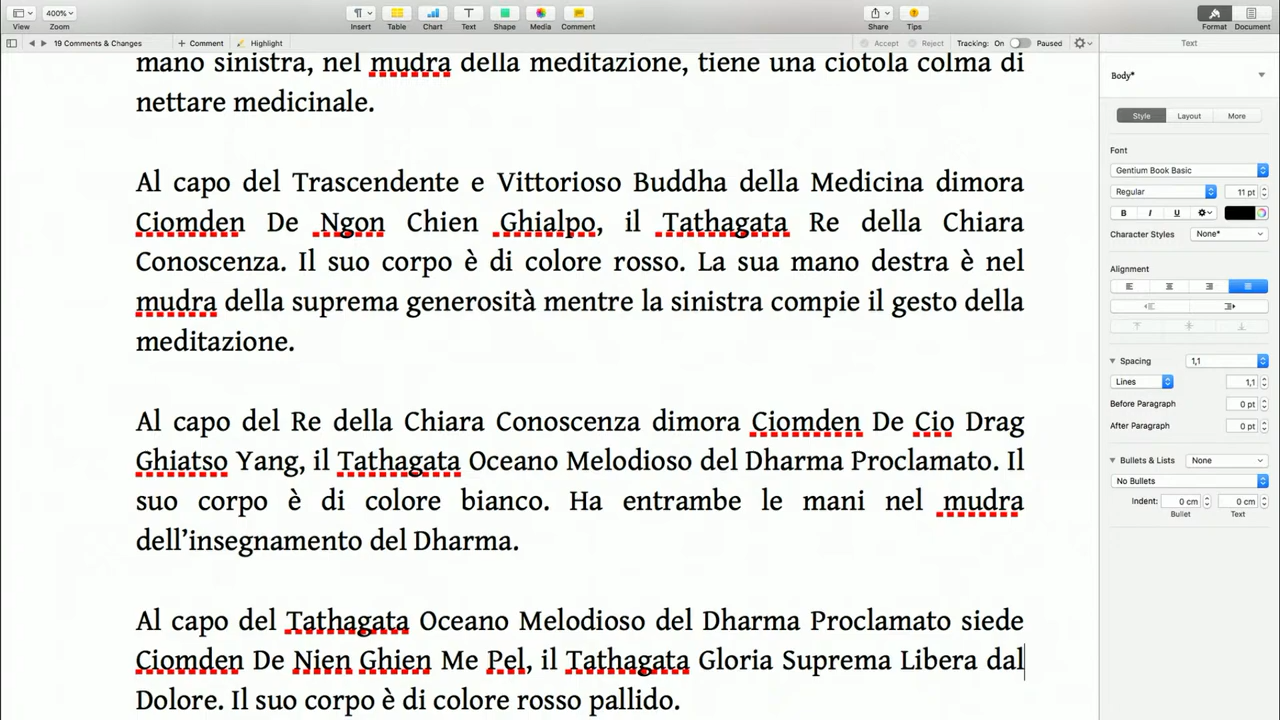 View
400%
Zoom
Insert
Table
Chart
Text
Shape
Media
Comment
Share
Tips
Format
Document
19 Comments & Changes
+ Comment
Highlight
Accept
Reject
Tracking: On
Paused
Text
mano sinistra, nel mudra della meditazione, tiene una ciotola colma di
nettare medicinale.
Al capo del Trascendente e Vittorioso Buddha della Medicina dimora
Ciomden De Ngon Chien Ghialpo, il Tathagata Re della Chiara
Conoscenza. Il suo corpo è di colore rosso. La sua mano destra è nel
mudra della suprema generosità mentre la sinistra compie il gesto della
meditazione.
Al capo del Re della Chiara Conoscenza dimora Ciomden De Cio Drag
Ghiatso Yang, il Tathagata Oceano Melodioso del Dharma Proclamato. Il
suo corpo è di colore bianco. Ha entrambe le mani nel mudra
dell’insegnamento del Dharma.
Al capo del Tathagata Oceano Melodioso del Dharma Proclamato siede
Ciomden De Nien Ghien Me Pel, il Tathagata Gloria Suprema Libera dal
Dolore. Il suo corpo è di colore rosso pallido.
Body*
Style
Layout
More
Font
Gentium Book Basic
Regular
11 pt
B I U
Character Styles
None*
Alignment
Spacing
1,1
Lines
1,1
Before Paragraph
0 pt
After Paragraph
0 pt
Bullets & Lists
None
No Bullets
Indent:
0 cm
0 cm
Bullet
Text